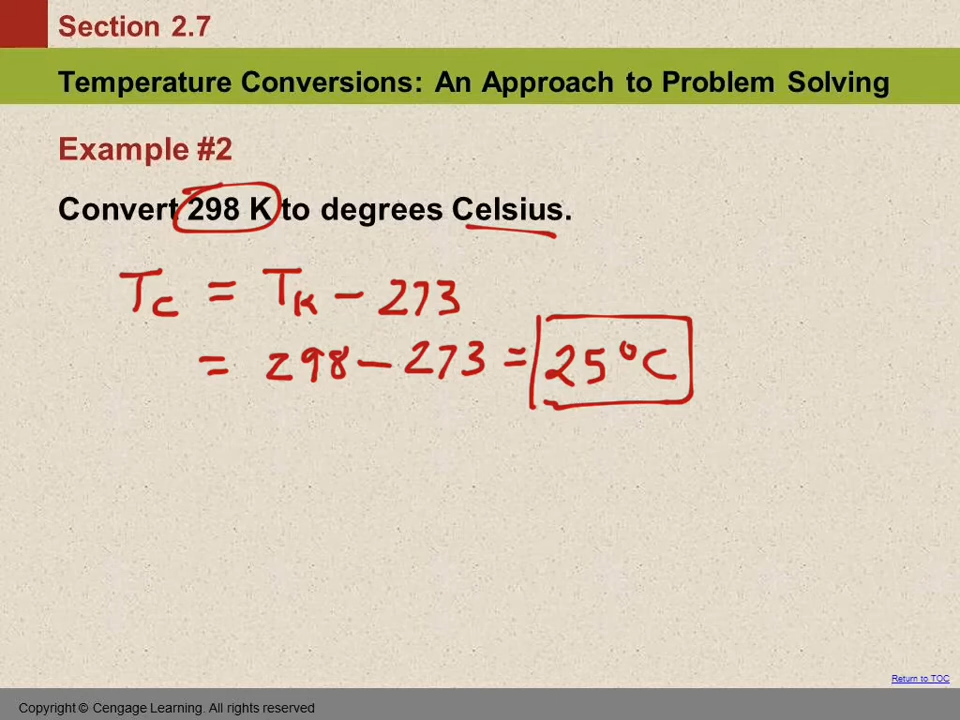 Section 2.7
Temperature Conversions: An Approach to Problem Solving
Example #2
Convert 298 K to degrees Celsius.
Tc = TK - 273
= 298 - 273 = 25 °C
Return to TOC
Copyright © Cengage Learning. All rights reserved